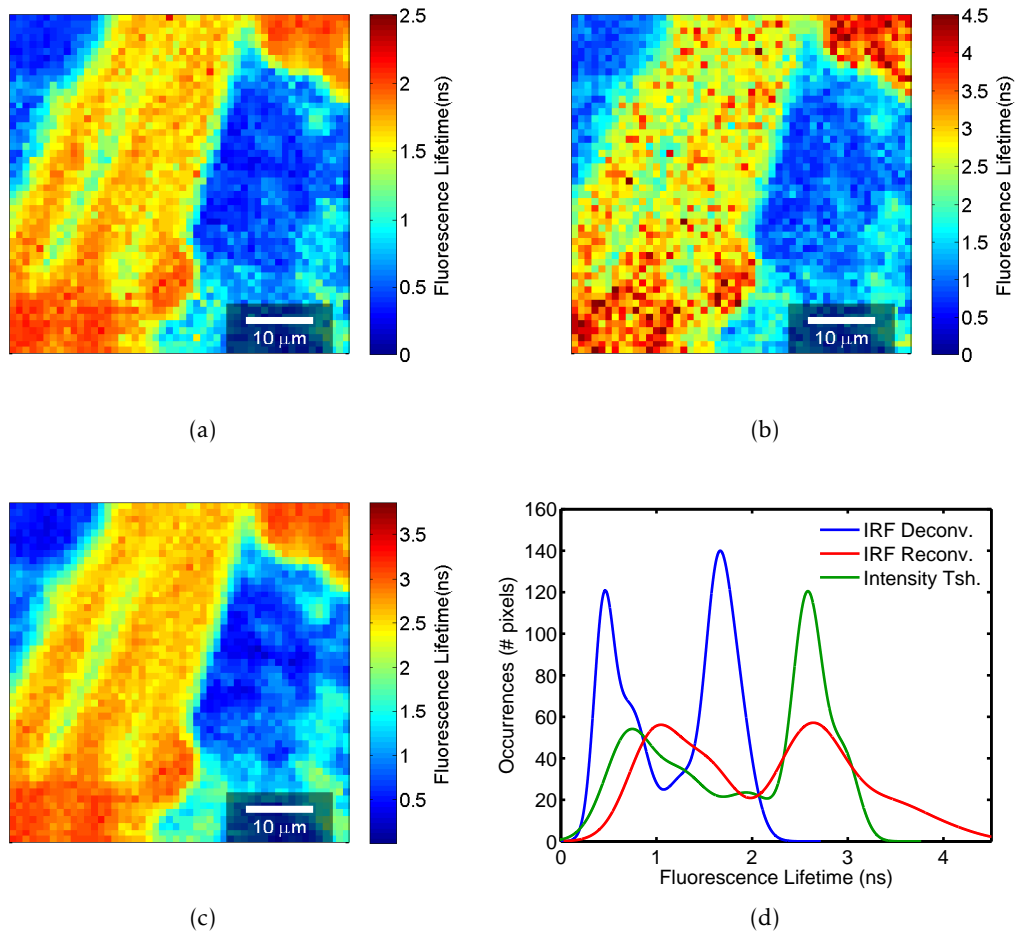 2.5
2
1.5
1
0.5
0
Fluorescence Lifetime(ns)
10 μm
(a)
4.5
4
3.5
3
2.5
2
1.5
1
0.5
0
Fluorescence Lifetime(ns)
10 μm
(b)
3.5
3
2.5
2
1.5
1
0.5
Fluorescence Lifetime(ns)
10 μm
(c)
160
140
120
100
80
60
40
20
0
Occurrences (# pixels)
IRF Deconv.
IRF Reconv.
Intensity Tsh.
0 1 2 3 4
Fluorescence Lifetime (ns)
(d)